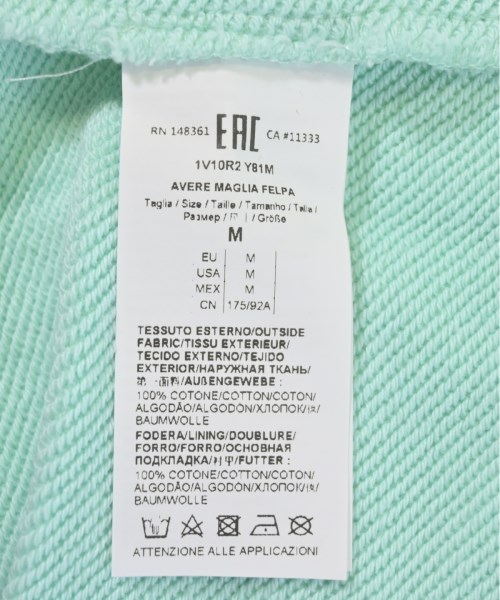 RN 148361 EAC CA #11333
1V10R2 Y81M
AVERE MAGLIA FELPA
Taglia / Size / Taille / Tamanho / Talla /
Размер / / Größe
M
EU M
USA M
MEX M
CN 175/92A
TESSUTO ESTERNO/OUTSIDE
FABRIC/TISSU EXTERIEUR/
TECIDO EXTERNO/TEJIDO
EXTERIOR/НАРУЖНАЯ ТКАНЬ/
面料/AUßENGEWEBE :
100% COTONE/COTTON/COTON/
ALGODÃO/ALGODON/ХЛОПОК/
BAUMWOLLE
FODERA/LINING/DOUBLURE/
FORRO/FORRO/ОСНОВНАЯ
ПОДКЛАДКА/ /FUTTER :
100% COTONE/COTTON/COTON/
ALGODÃO/ALGODON/ХЛОПОК/
BAUMWOLLE
ATTENZIONE ALLE APPLICAZIONI